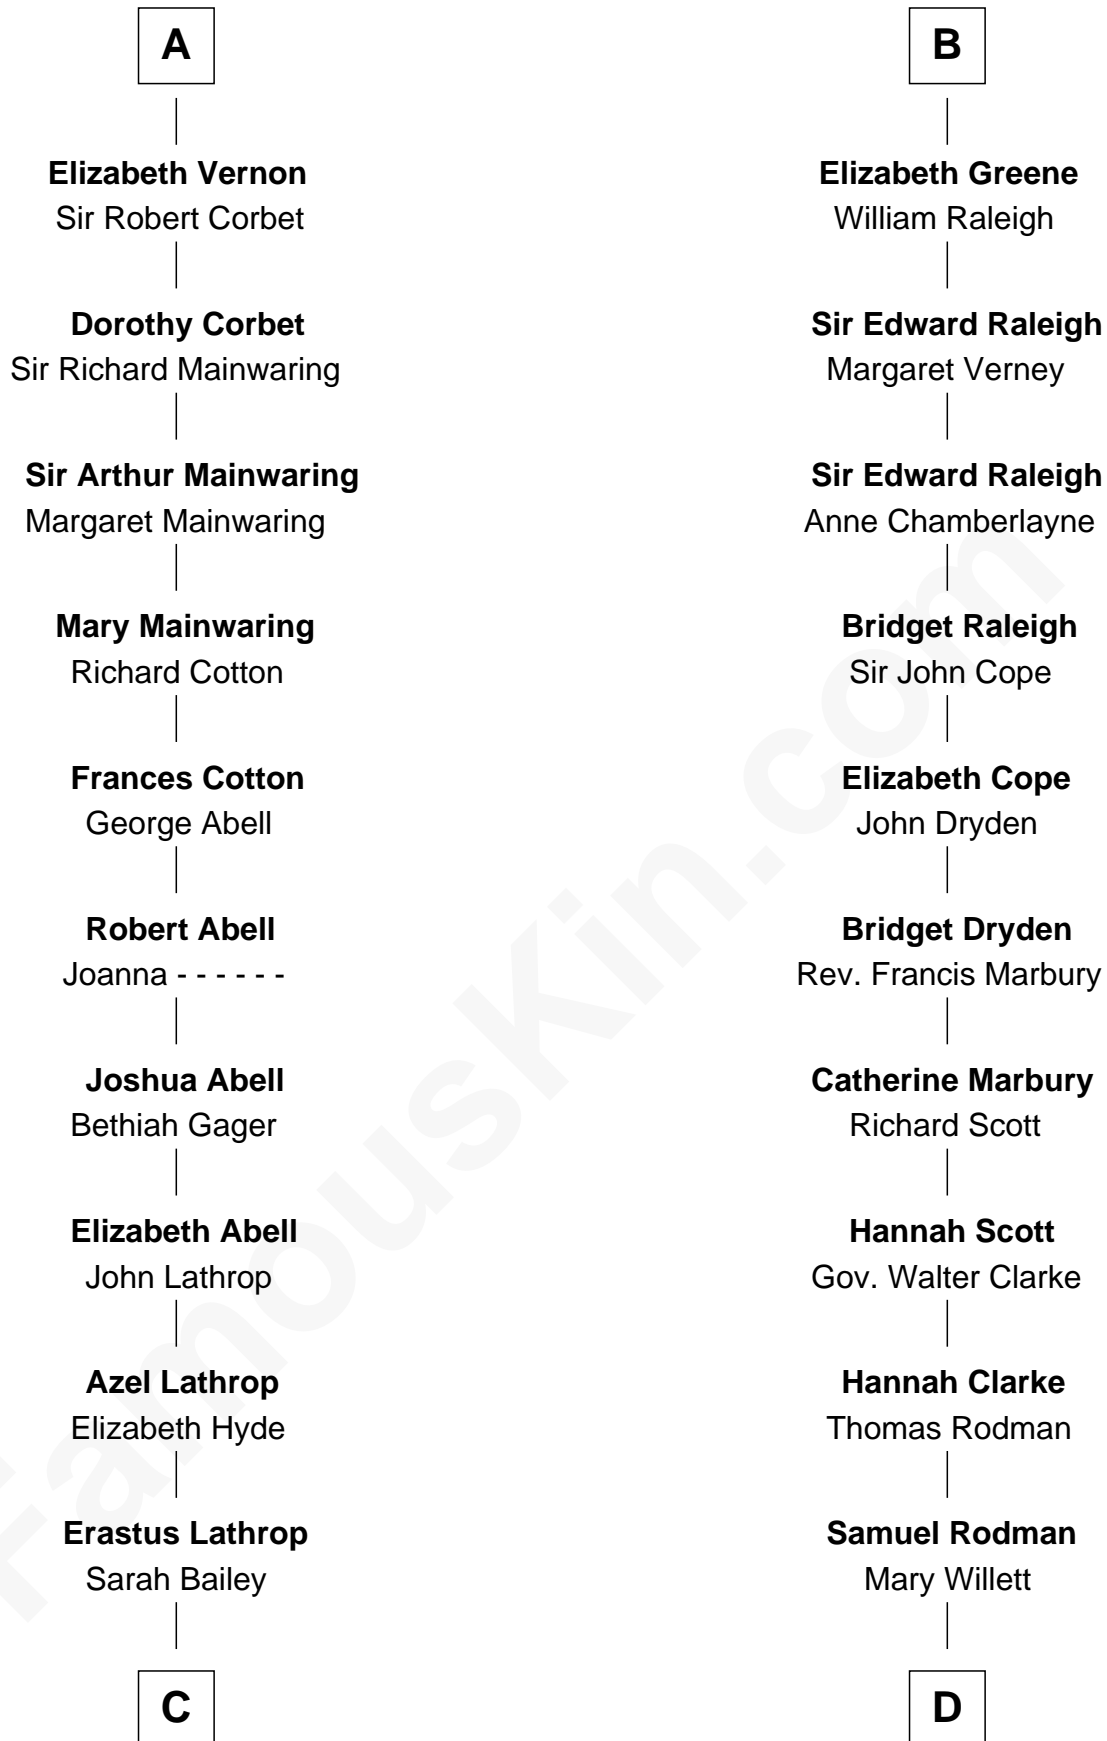 A
Elizabeth Vernon
Sir Robert Corbet
Dorothy Corbet
Sir Richard Mainwaring
Sir Arthur Mainwaring
Margaret Mainwaring
Mary Mainwaring
Richard Cotton
Frances Cotton
George Abell
Robert Abell
Joanna - - - - - -
Joshua Abell
Bethiah Gager
Elizabeth Abell
John Lathrop
Azel Lathrop
Elizabeth Hyde
Erastus Lathrop
Sarah Bailey
C
B
Elizabeth Greene
William Raleigh
Sir Edward Raleigh
Margaret Verney
Sir Edward Raleigh
Anne Chamberlayne
Bridget Raleigh
Sir John Cope
Elizabeth Cope
John Dryden
Bridget Dryden
Rev. Francis Marbury
Catherine Marbury
Richard Scott
Hannah Scott
Gov. Walter Clarke
Hannah Clarke
Thomas Rodman
Samuel Rodman
Mary Willett
D
FamousKin.com